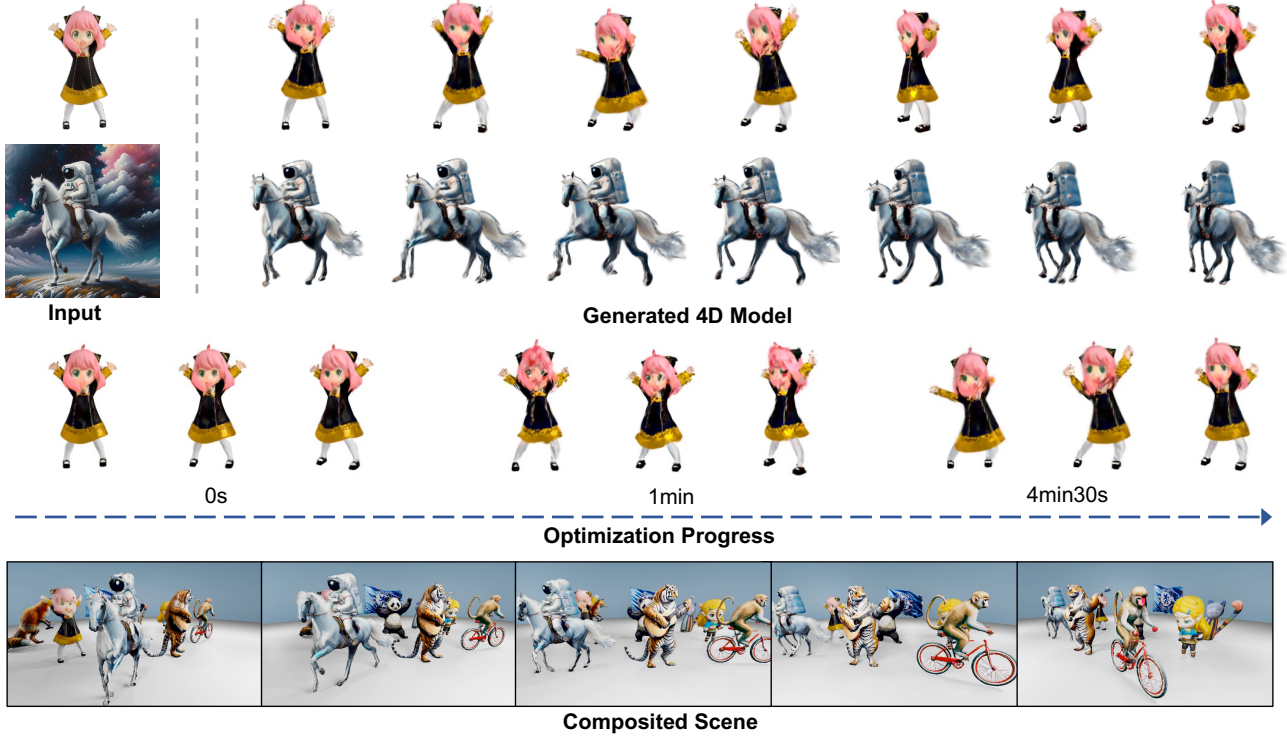 Input
Generated 4D Model
0s
1min
4min30s
Optimization Progress
Composited Scene